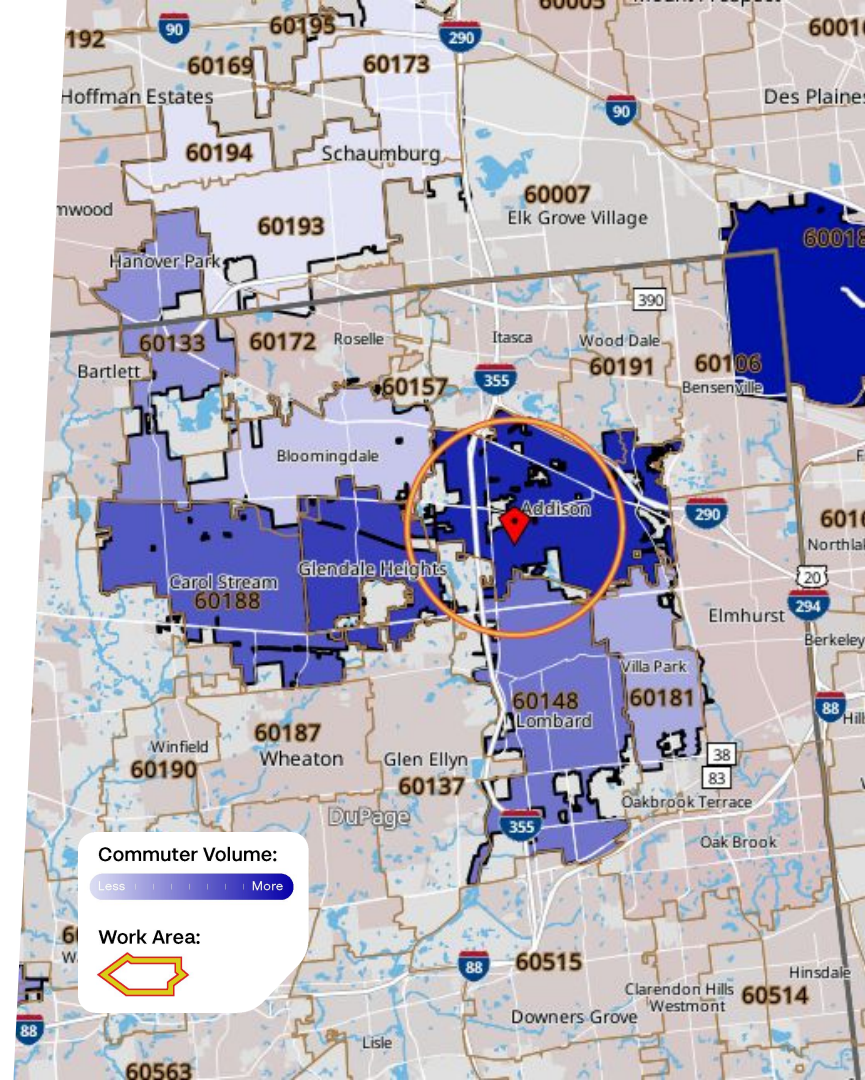 60005
Mount Prospect
90
60195
290
60173
60169
Hoffman Estates
90
Des Plaines
60194
Schaumburg
60007
Elk Grove Village
60193
60018
Hanover Park
390
60133
60172
Roselle
Itasca
Wood Dale
60191
60106
Bensenville
Bartlett
60157
355
Bloomingdale
Addison
290
Glendale Heights
Carol Stream
60188
20
294
Elmhurst
Berkeley
Villa Park
60148
60181
Lombard
88
60187
Wheaton
Winfield
60190
Glen Ellyn
60137
38
83
Oakbrook Terrace
DuPage
355
Oak Brook
Commuter Volume:
Less
More
Work Area:
88
60515
Hinsdale
Clarendon Hills
Westmont
60514
Downers Grove
88
Lisle
60563